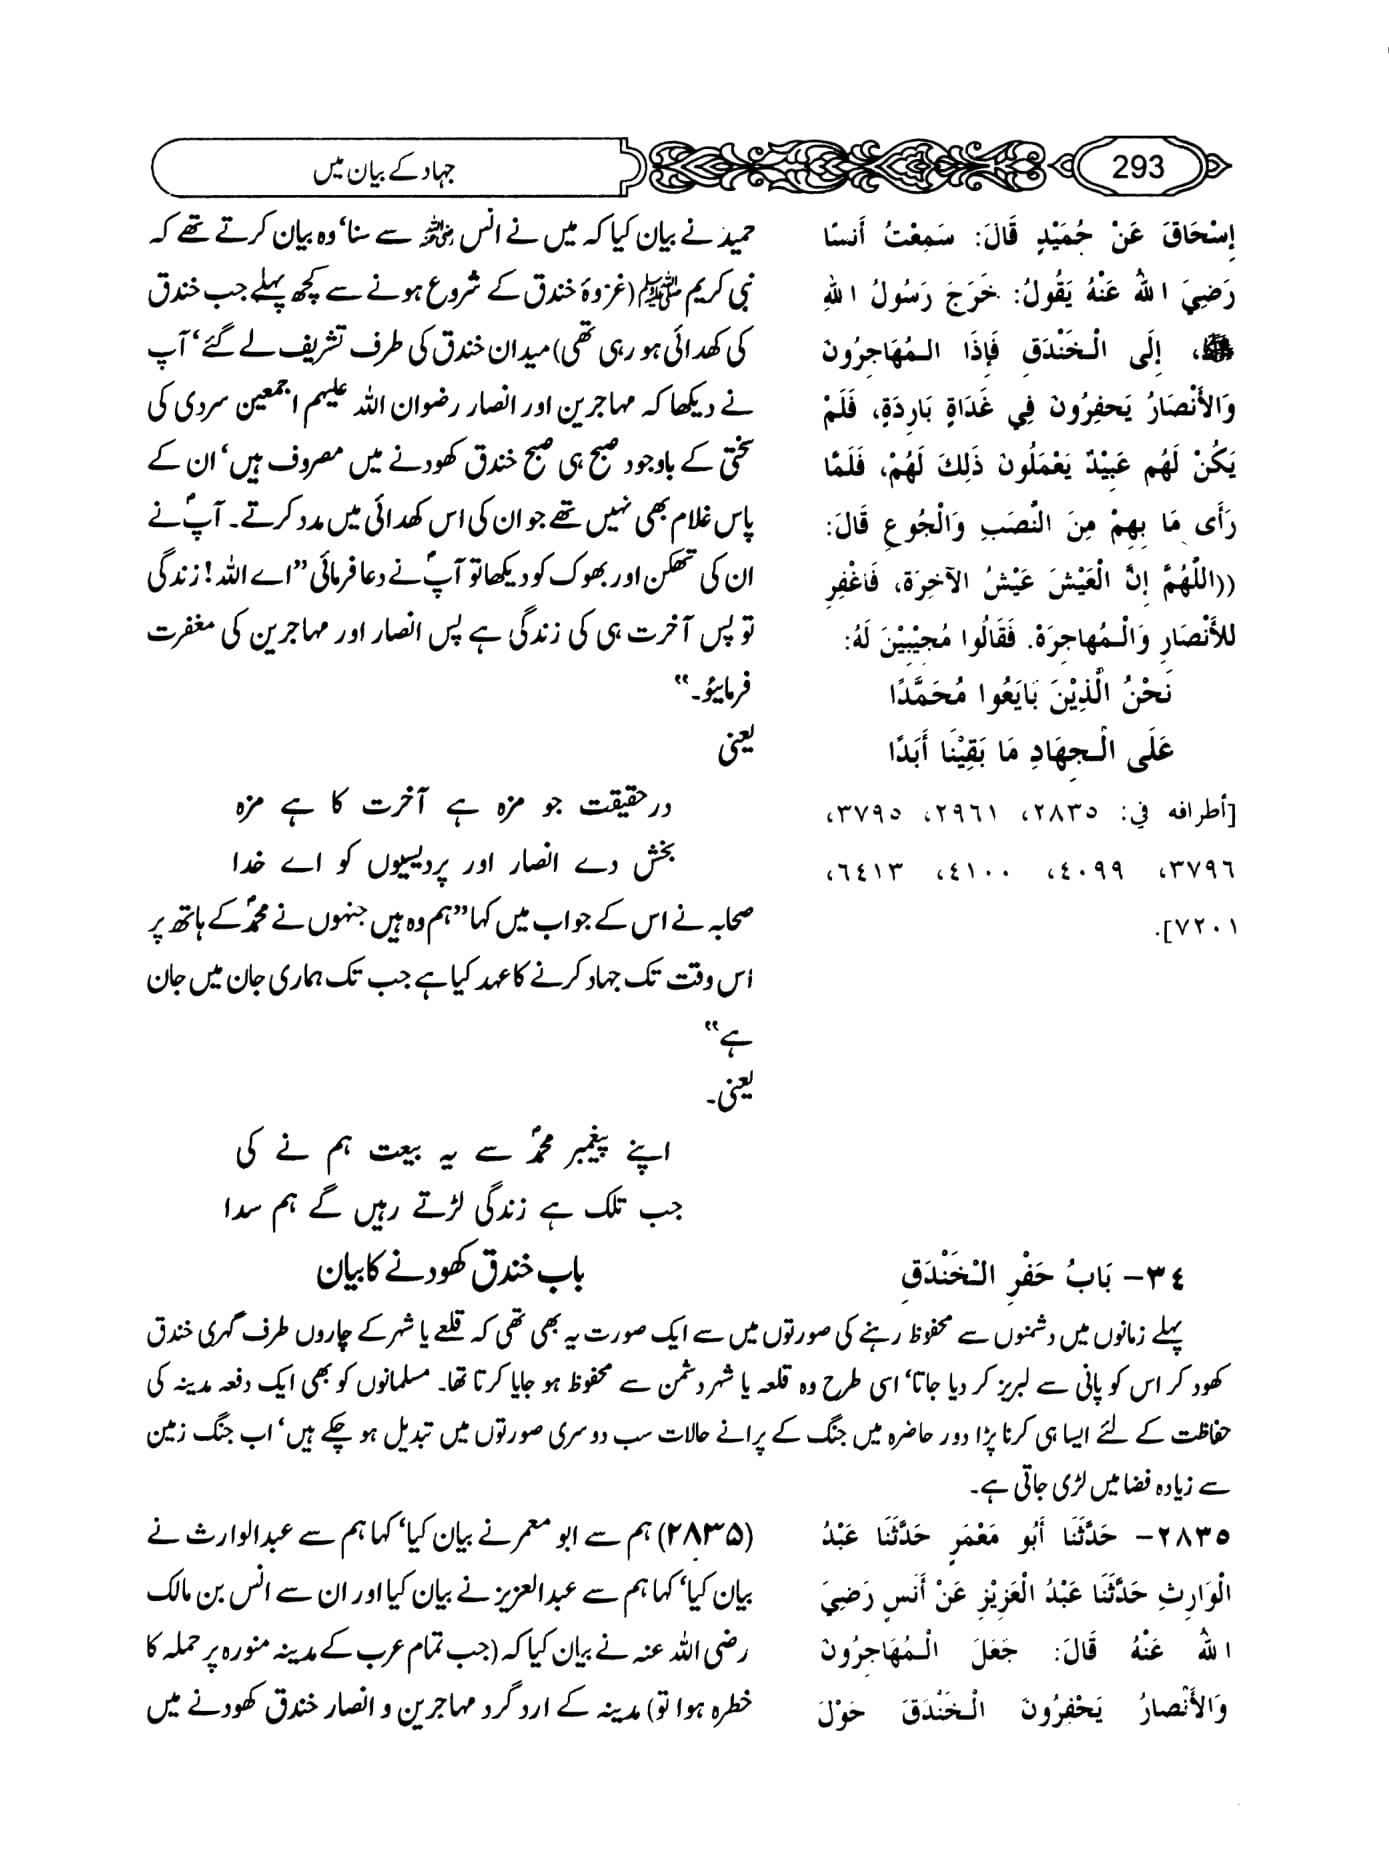 293
جہاد کے بیان میں
إِسْحَاقَ عَنْ حُمَيْدٍ قَالَ: سَمِعْتُ أَنَسًا
رَضِيَ اللهُ عَنْهُ يَقُولُ: خَرَجَ رَسُولُ اللهِ
ﷺ، إِلَى الْخَنْدَقِ فَإِذَا الْمُهَاجِرُونَ
وَالأَنْصَارُ يَحْفِرُونَ فِي غَدَاةٍ بَارِدَةٍ، فَلَمْ
يَكُنْ لَهُم عَبِيْدٌ يَعْمَلُونَ ذَلِكَ لَهُمْ، فَلَمَّا
رَأَى مَا بِهِمْ مِنَ النَّصَبِ وَالْجُوعِ قَالَ:
((اللَّهُمَّ إِنَّ الْعَيْشَ عَيْشُ الآخِرَة، فَاغْفِرِ
لِلأَنْصَارِ وَالْمُهَاجِرَهْ. فَقَالُوا مُجِيْبِيْنَ لَهُ:
نَحْنُ الَّذِيْنَ بَايَعُوا مُحَمَّدًا
عَلَى الْجِهَادِ مَا بَقِيْنَا أَبَدًا
[أطرافه في: ٢٨٣٥، ٢٩٦١، ٣٧٩٥،
٣٧٩٦، ٤٠٩٩، ٤١٠٠، ٦٤١٣،
٧٢٠١].
حمید نے بیان کیا کہ میں نے انس ؓ سے سنا‘ وہ بیان کرتے تھے کہ
نبی کریم ﷺ (غزوۂ خندق کے شروع ہونے سے کچھ پہلے جب خندق
کی کھدائی ہو رہی تھی) میدان خندق کی طرف تشریف لے گئے‘ آپ
نے دیکھا کہ مہاجرین اور انصار رضوان اللہ علیہم اجمعین سردی کی
سختی کے باوجود صبح ہی صبح خندق کھودنے میں مصروف ہیں‘ ان کے
پاس غلام بھی نہیں تھے جو ان کی اس کھدائی میں مدد کرتے۔ آپؐ نے
ان کی تھکن اور بھوک کو دیکھا تو آپؐ نے دعا فرمائی ”اے اللہ! زندگی
تو پس آخرت ہی کی زندگی ہے پس انصار اور مہاجرین کی مغفرت
فرمائیو۔“
یعنی
درحقیقت جو مزہ ہے آخرت کا ہے مزہ
بخش دے انصار اور پردیسیوں کو اے خدا
صحابہ نے اس کے جواب میں کہا ”ہم وہ ہیں جنہوں نے محمدؐ کے ہاتھ پر
اس وقت تک جہاد کرنے کا عہد کیا ہے جب تک ہماری جان میں جان
ہے“
یعنی۔
اپنے پیغمبر محمدؐ سے یہ بیعت ہم نے کی
جب تلک ہے زندگی لڑتے رہیں گے ہم سدا
٣٤- بَابُ حَفْرِ الْخَنْدَقِ
باب خندق کھودنے کا بیان
پہلے زمانوں میں دشمنوں سے محفوظ رہنے کی صورتوں میں سے ایک صورت یہ بھی تھی کہ قلعے یا شہر کے چاروں طرف گہری خندق
کھود کر اس کو پانی سے لبریز کر دیا جاتا‘ اسی طرح وہ قلعہ یا شہر دشمن سے محفوظ ہو جایا کرتا تھا۔ مسلمانوں کو بھی ایک دفعہ مدینہ کی
حفاظت کے لئے ایسا ہی کرنا پڑا دور حاضرہ میں جنگ کے پرانے حالات سب دوسری صورتوں میں تبدیل ہو چکے ہیں‘ اب جنگ زمین
سے زیادہ فضا میں لڑی جاتی ہے۔
٢٨٣٥- حَدَّثَنَا أَبُو مَعْمَرٍ حَدَّثَنَا عَبْدُ
الْوَارِثِ حَدَّثَنَا عَبْدُ الْعَزِيْزِ عَنْ أَنَسٍ رَضِيَ
اللهُ عَنْهُ قَالَ: جَعَلَ الْمُهَاجِرُونَ
وَالأَنْصَارُ يَحْفِرُونَ الْخَنْدَقَ حَوْلَ
(۲۸۳۵) ہم سے ابو معمر نے بیان کیا‘ کہا ہم سے عبدالوارث نے
بیان کیا‘ کہا ہم سے عبدالعزیز نے بیان کیا اور ان سے انس بن مالک
رضی اللہ عنہ نے بیان کیا کہ (جب تمام عرب کے مدینہ منورہ پر حملہ کا
خطرہ ہوا تو) مدینہ کے ارد گرد مہاجرین و انصار خندق کھودنے میں